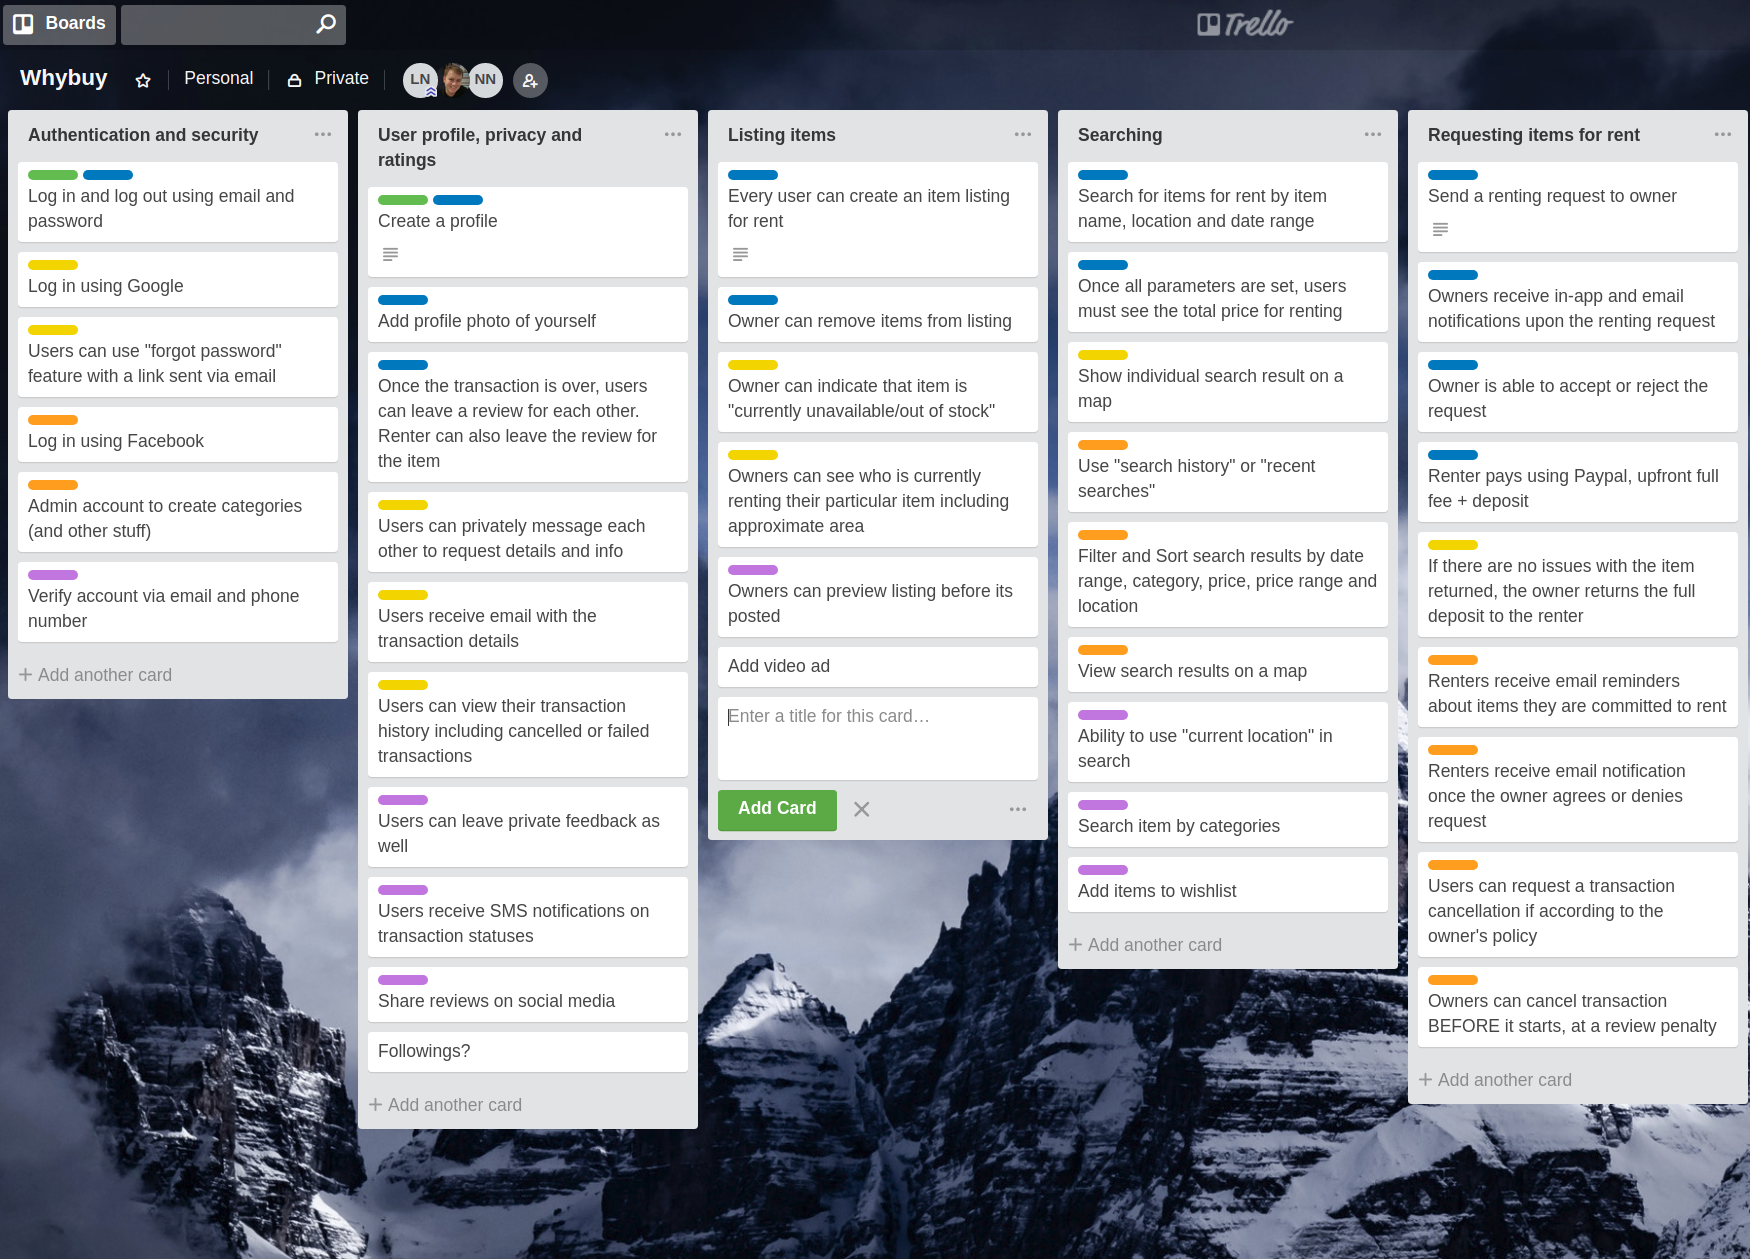 Boards
Trello
Whybuy
Personal
Private
LN
NN
Authentication and security
Log in and log out using email and
password
Log in using Google
Users can use "forgot password"
feature with a link sent via email
Log in using Facebook
Admin account to create categories
(and other stuff)
Verify account via email and phone
number
+ Add another card
User profile, privacy and
ratings
Create a profile
Add profile photo of yourself
Once the transaction is over, users
can leave a review for each other.
Renter can also leave the review for
the item
Users can privately message each
other to request details and info
Users receive email with the
transaction details
Users can view their transaction
history including cancelled or failed
transactions
Users can leave private feedback as
well
Users receive SMS notifications on
transaction statuses
Share reviews on social media
Followings?
+ Add another card
Listing items
Every user can create an item listing
for rent
Owner can remove items from listing
Owner can indicate that item is
"currently unavailable/out of stock"
Owners can see who is currently
renting their particular item including
approximate area
Owners can preview listing before its
posted
Add video ad
Enter a title for this card…
Add Card
Searching
Search for items for rent by item
name, location and date range
Once all parameters are set, users
must see the total price for renting
Show individual search result on a
map
Use "search history" or "recent
searches"
Filter and Sort search results by date
range, category, price, price range and
location
View search results on a map
Ability to use "current location" in
search
Search item by categories
Add items to wishlist
+ Add another card
Requesting items for rent
Send a renting request to owner
Owners receive in-app and email
notifications upon the renting request
Owner is able to accept or reject the
request
Renter pays using Paypal, upfront full
fee + deposit
If there are no issues with the item
returned, the owner returns the full
deposit to the renter
Renters receive email reminders
about items they are committed to rent
Renters receive email notification
once the owner agrees or denies
request
Users can request a transaction
cancellation if according to the
owner's policy
Owners can cancel transaction
BEFORE it starts, at a review penalty
+ Add another card